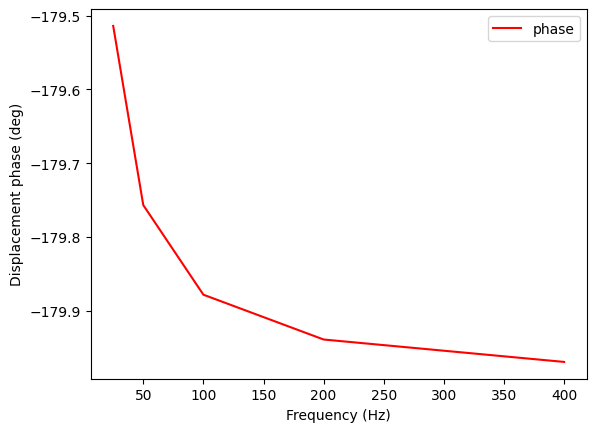 phase
−179.5
−179.6
−179.7
−179.8
−179.9
Displacement phase (deg)
50 100 150 200 250 300 350 400
Frequency (Hz)